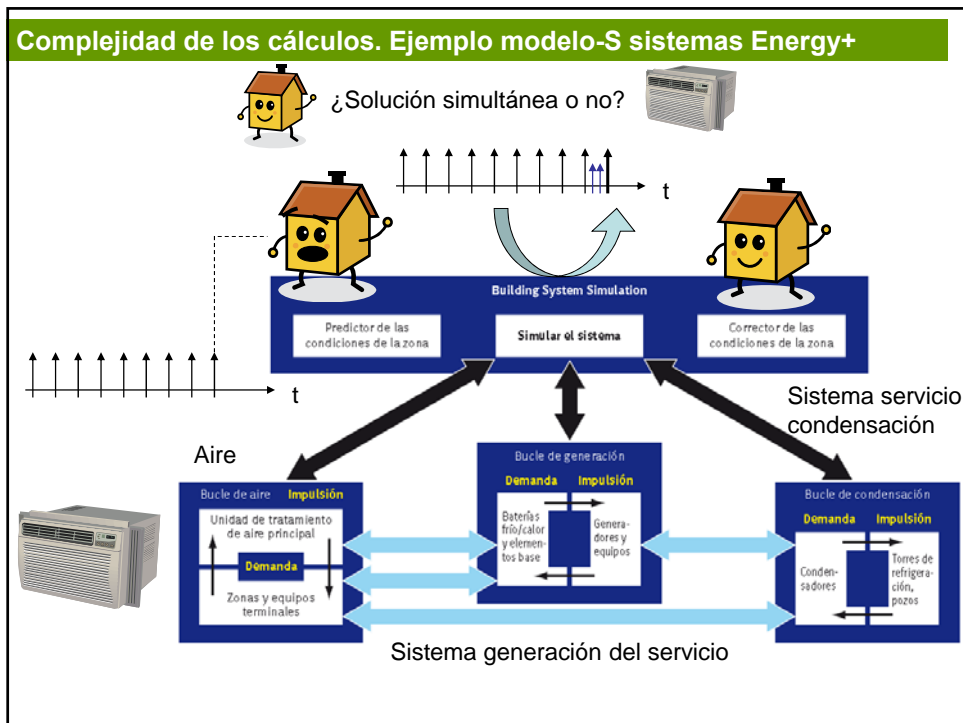 Complejidad de los cálculos. Ejemplo modelo-S sistemas Energy+
¿Solución simultánea o no?
t
Building System Simulation
Predictor de las
condiciones de la zona
Simular el sistema
Corrector de las
condiciones de la zona
t
Sistema servicio
condensación
Aire
Bucle de aire Impulsión
Unidad de tratamiento
de aire principal
Demanda
Zonas y equipos
terminales
Bucle de generación
Demanda Impulsión
Baterías
frío/calor
y elemen-
tos base
Genera-
dores y
equipos
Bucle de condensación
Demanda Impulsión
Conden-
sadores
Torres de
refrigera-
ción,
pozos
Sistema generación del servicio